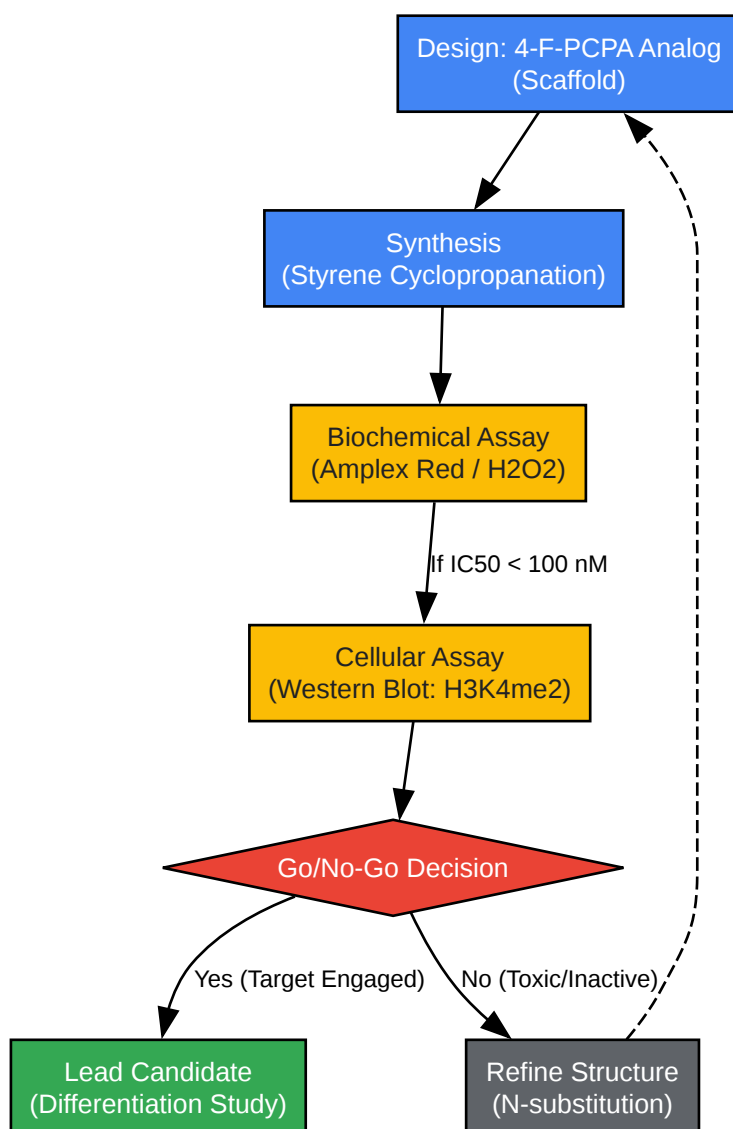 Design: 4-F-PCPA Analog
(Scaffold)
Synthesis
(Styrene Cyclopropanation)
Biochemical Assay
(Amplex Red / H2O2)
If IC50 < 100 nM
Cellular Assay
(Western Blot: H3K4me2)
Go/No-Go Decision
Yes (Target Engaged)
No (Toxic/Inactive)
Lead Candidate
(Differentiation Study)
Refine Structure
(N-substitution)